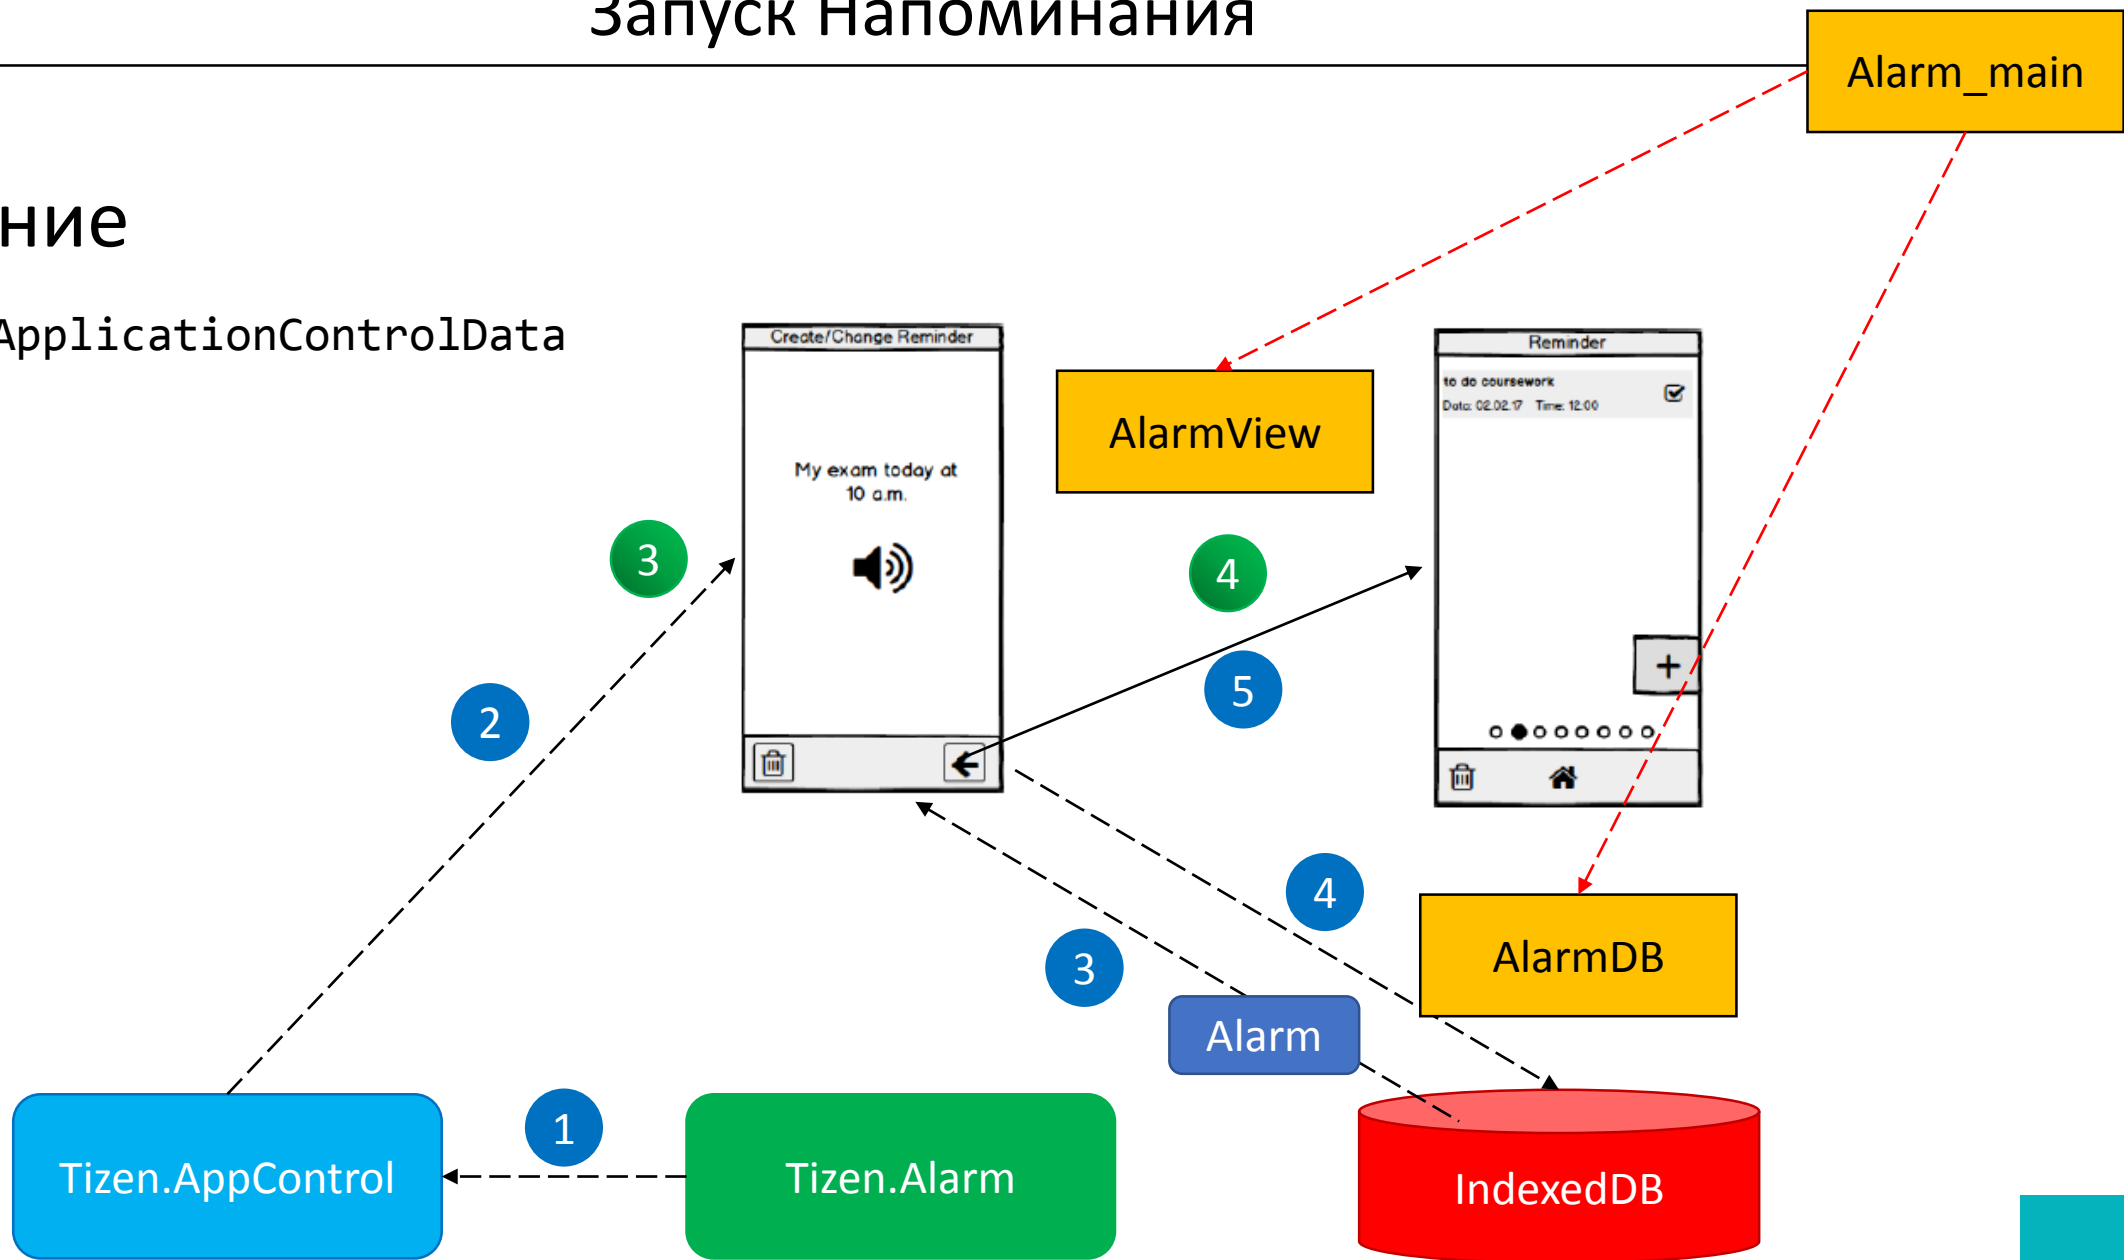 Запуск Напоминания
Alarm_main
ние
ApplicationControlData
Create/Change Reminder
My exam today at
10 a.m.
AlarmView
Reminder
to do coursework
Data: 02.02.17 Time: 12:00
+
3
4
2
5
4
3
AlarmDB
Alarm
1
Tizen.AppControl
Tizen.Alarm
IndexedDB